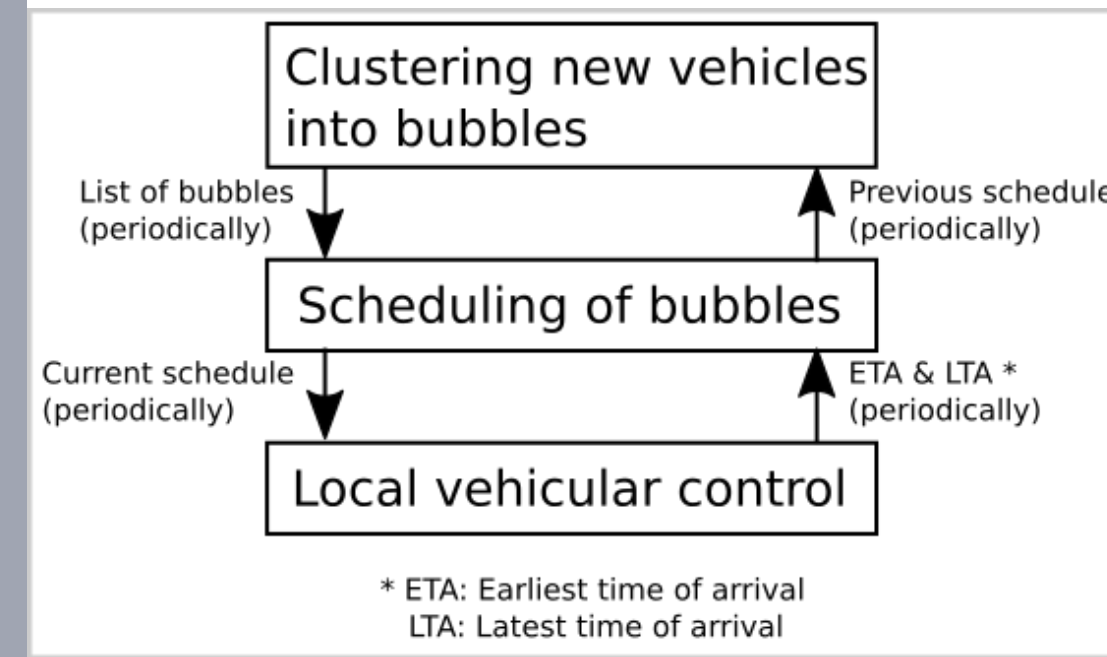 Clustering new vehicles
into bubbles
List of bubbles
(periodically)
Previous schedule
(periodically)
Scheduling of bubbles
Current schedule
(periodically)
ETA & LTA *
(periodically)
Local vehicular control
* ETA: Earliest time of arrival
LTA: Latest time of arrival